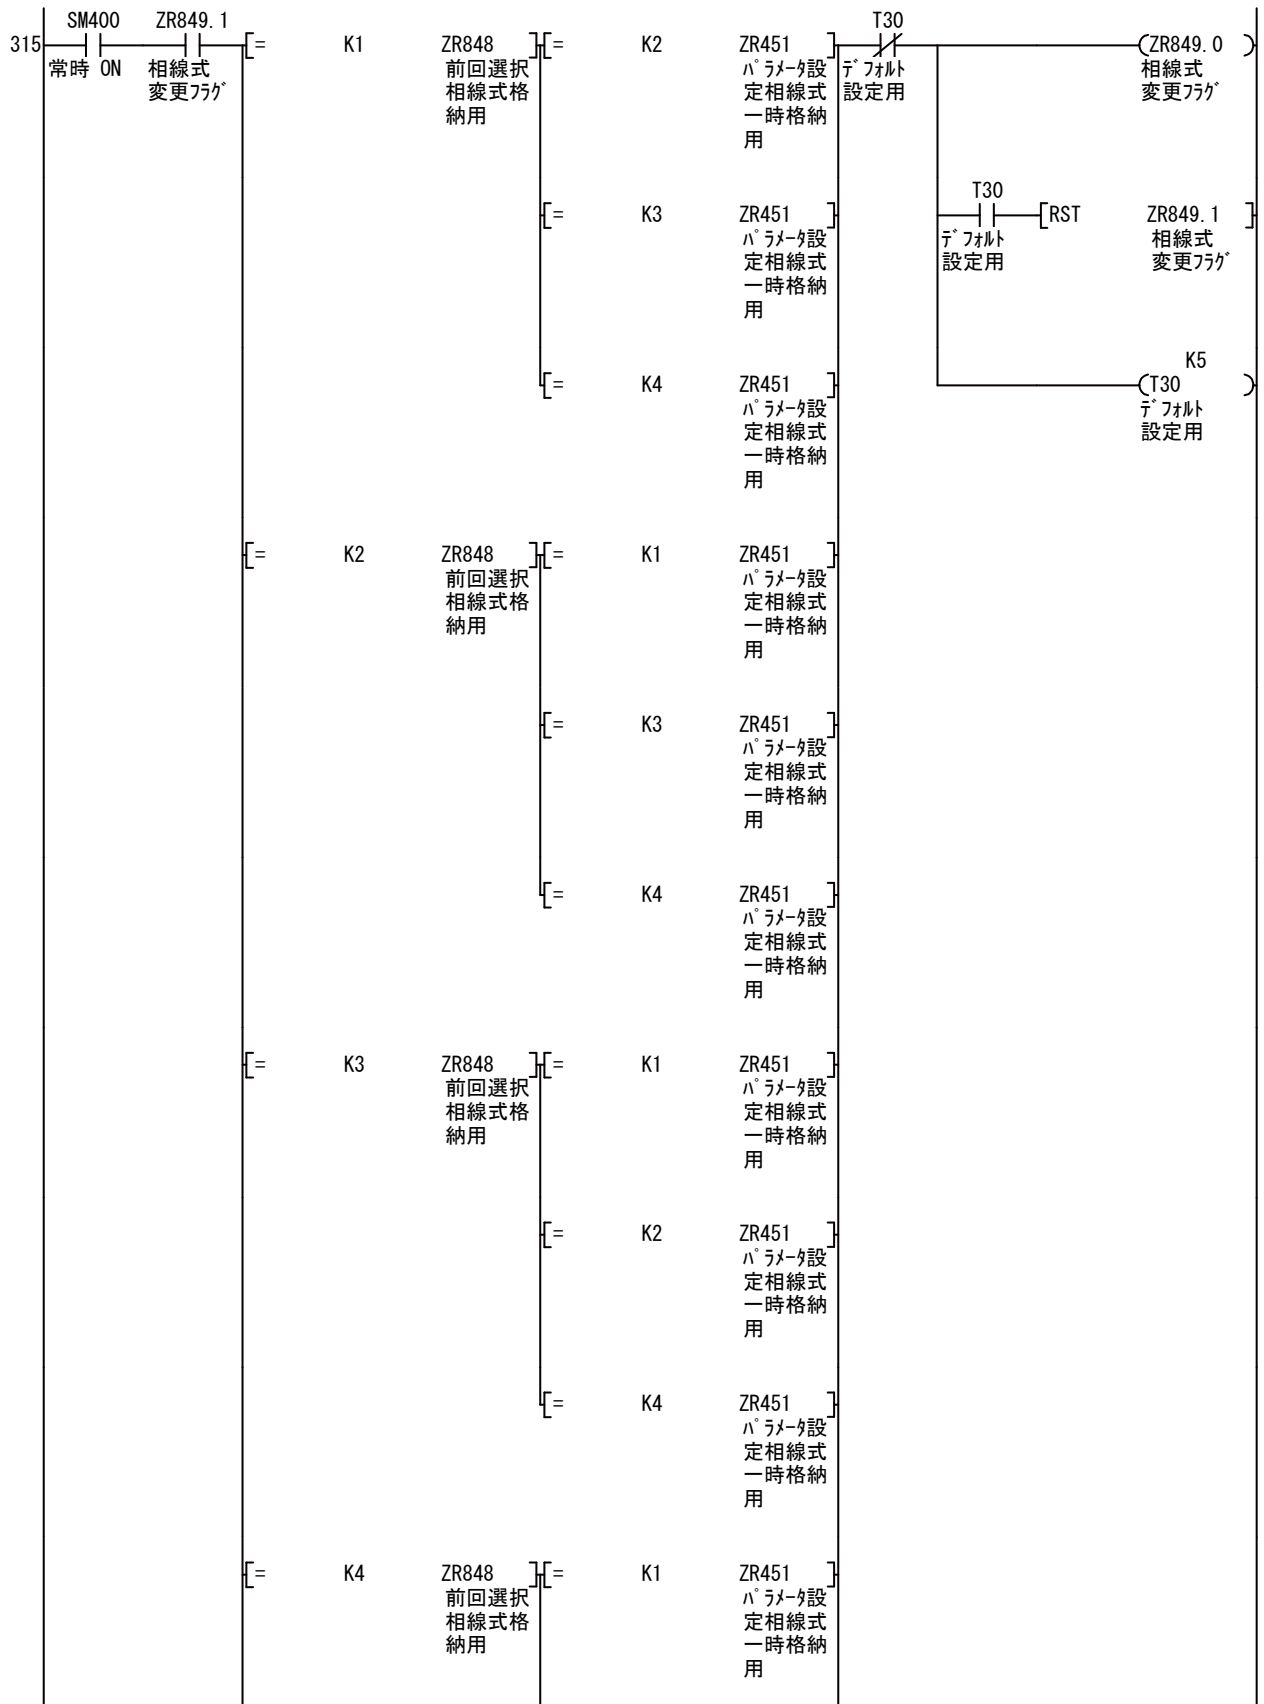 SM400 ZR849.1 T30
315 [= K1 ZR848 ][= K2 ZR451 ] (ZR849.0 )
常時 ON 相線式 前回選択 ﾊﾟﾗﾒｰﾀ設 ﾃﾞﾌｫﾙﾄ 相線式
変更ﾌﾗｸﾞ 相線式格 定相線式 設定用 変更ﾌﾗｸﾞ
納用 一時格納
用
T30
[= K3 ZR451 ] [RST ZR849.1 ]
ﾊﾟﾗﾒｰﾀ設 ﾃﾞﾌｫﾙﾄ 相線式
定相線式 設定用 変更ﾌﾗｸﾞ
一時格納
用
K5
[= K4 ZR451 ] (T30 )
ﾊﾟﾗﾒｰﾀ設 ﾃﾞﾌｫﾙﾄ
定相線式 設定用
一時格納
用
[= K2 ZR848 ][= K1 ZR451 ]
前回選択 ﾊﾟﾗﾒｰﾀ設
相線式格 定相線式
納用 一時格納
用
[= K3 ZR451 ]
ﾊﾟﾗﾒｰﾀ設
定相線式
一時格納
用
[= K4 ZR451 ]
ﾊﾟﾗﾒｰﾀ設
定相線式
一時格納
用
[= K3 ZR848 ][= K1 ZR451 ]
前回選択 ﾊﾟﾗﾒｰﾀ設
相線式格 定相線式
納用 一時格納
用
[= K2 ZR451 ]
ﾊﾟﾗﾒｰﾀ設
定相線式
一時格納
用
[= K4 ZR451 ]
ﾊﾟﾗﾒｰﾀ設
定相線式
一時格納
用
[= K4 ZR848 ][= K1 ZR451 ]
前回選択 ﾊﾟﾗﾒｰﾀ設
相線式格 定相線式
納用 一時格納
用